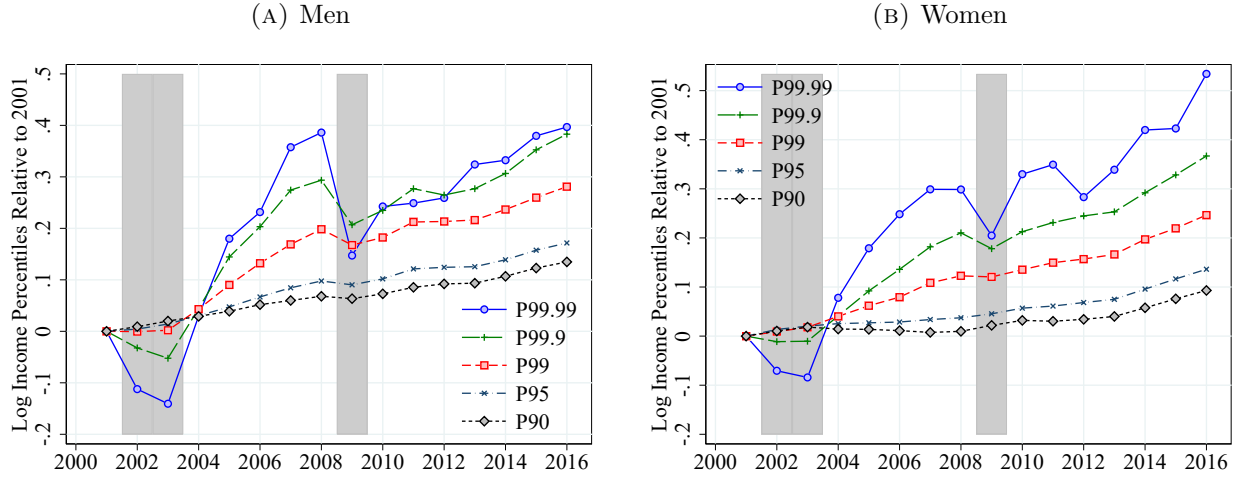 (A) Men
Log Income Percentiles Relative to 2001
.5
.4
.3
.2
.1
0
-.1
-.2
P99.99
P99.9
P99
P95
P90
2000 2002 2004 2006 2008 2010 2012 2014 2016
(B) Women
Log Income Percentiles Relative to 2001
.5
.4
.3
.2
.1
0
-.1
-.2
P99.99
P99.9
P99
P95
P90
2000 2002 2004 2006 2008 2010 2012 2014 2016